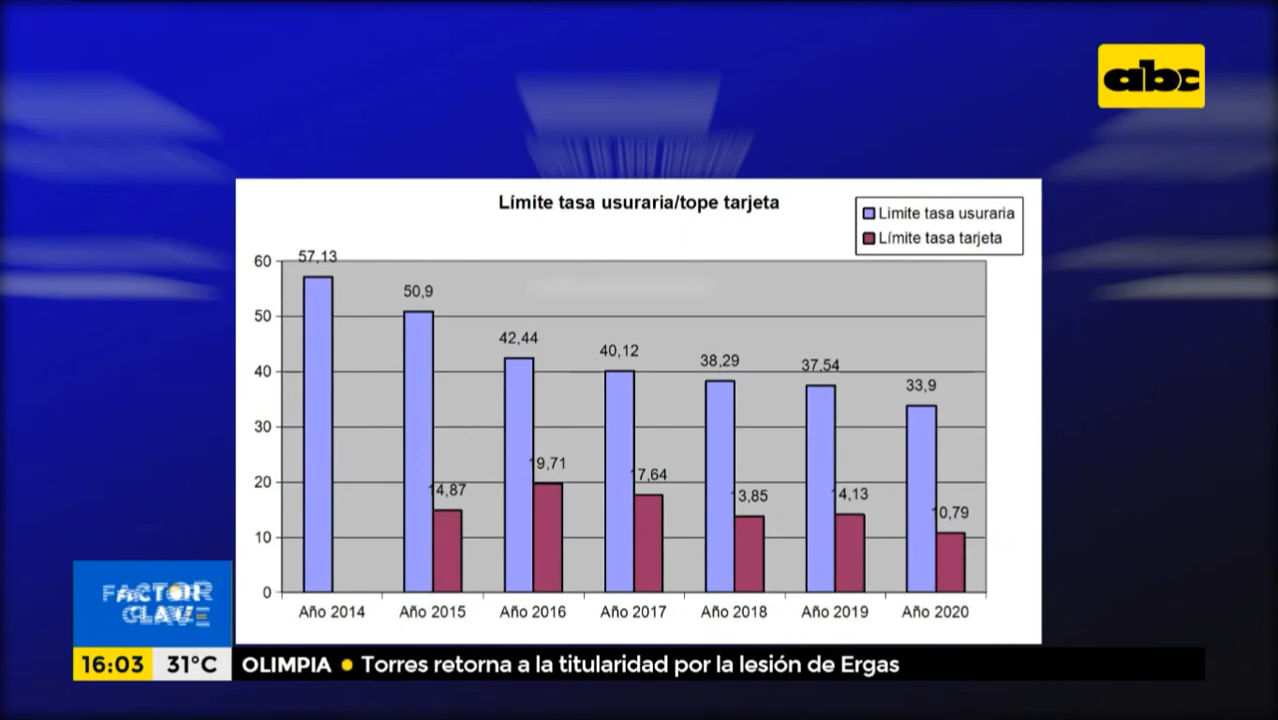 abc
Límite tasa usuraria/tope tarjeta
Limite tasa usuraria
Límite tasa tarjeta
60
50
40
30
20
10
0
57,13
50,9
42,44
40,12
38,29
37,54
33,9
14,87
19,71
17,64
13,85
14,13
10,79
Año 2014
Año 2015
Año 2016
Año 2017
Año 2018
Año 2019
Año 2020
FACTOR
CLAVE
16:03 31°C OLIMPIA Torres retorna a la titularidad por la lesión de Ergas